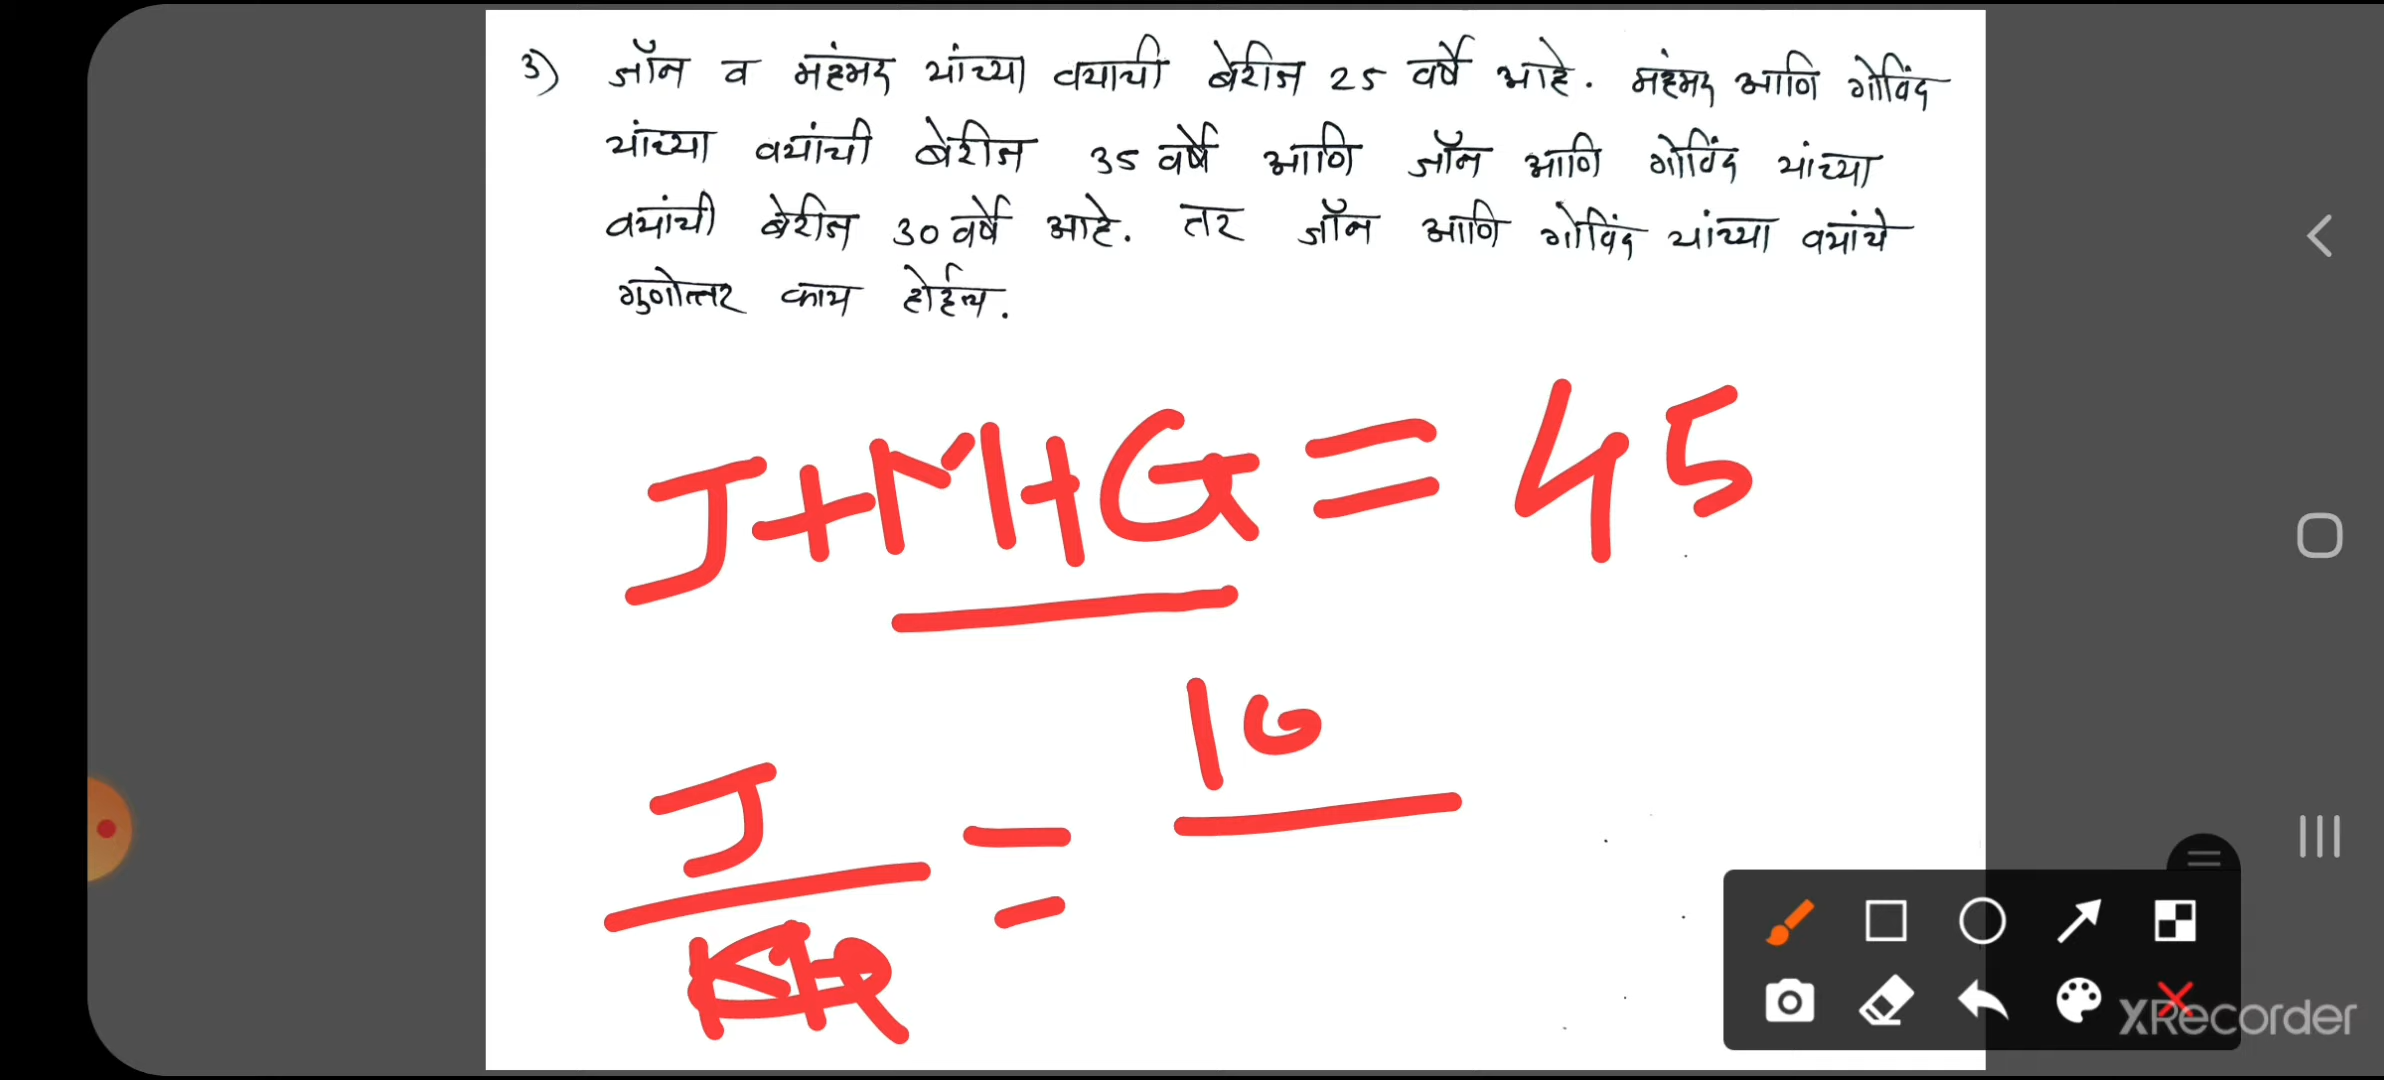 3) जॉन व महंमद यांच्या वयाची बेरीज 25 वर्षे आहे. महंमद आणि गोविंद
यांच्या वयांची बेरीज 35 वर्षे आणि जॉन आणि गोविंद यांच्या
वयांची बेरीज 30 वर्षे आहे. तर जॉन आणि गोविंद यांच्या वयांचे
गुणोत्तर काय होईल.
J+M+G=45
10
J =
XRecorder